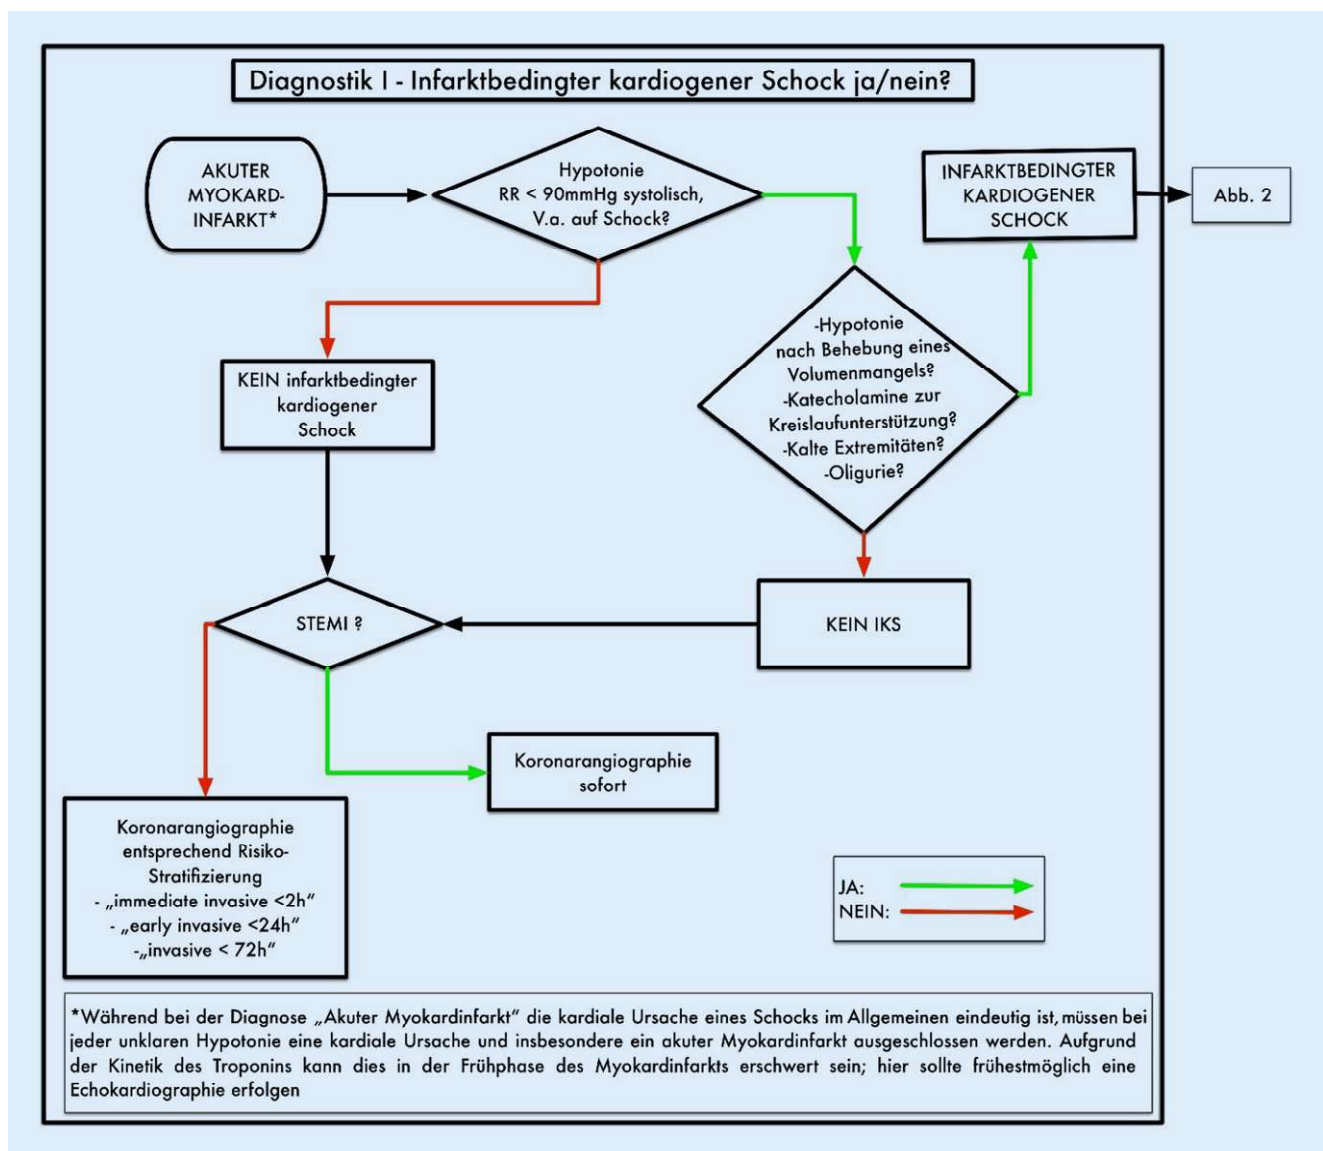 Diagnostik I - Infarktbedingter kardiogener Schock ja/nein?
AKUTER
MYOKARD-
INFARKT*
Hypotonie
RR < 90mmHg systolisch,
V.a. auf Schock?
INFARKTBEDINGTER
KARDIOGENER
SCHOCK
Abb. 2
-Hypotonie
nach Behebung eines
Volumenmangels?
-Katecholamine zur
Kreislaufunterstützung?
-Kalte Extremitäten?
-Oligurie?
KEIN infarktbedingter
kardiogener
Schock
STEMI ?
KEIN IKS
Koronarangiographie
sofort
Koronarangiographie
entsprechend Risiko-
Stratifizierung
- „immediate invasive <2h“
- „early invasive <24h“
-„invasive < 72h“
JA:
NEIN:
*Während bei der Diagnose „Akuter Myokardinfarkt“ die kardiale Ursache eines Schocks im Allgemeinen eindeutig ist, müssen bei
jeder unklaren Hypotonie eine kardiale Ursache und insbesondere ein akuter Myokardinfarkt ausgeschlossen werden. Aufgrund
der Kinetik des Troponins kann dies in der Frühphase des Myokardinfarkts erschwert sein; hier sollte frühestmöglich eine
Echokardiographie erfolgen